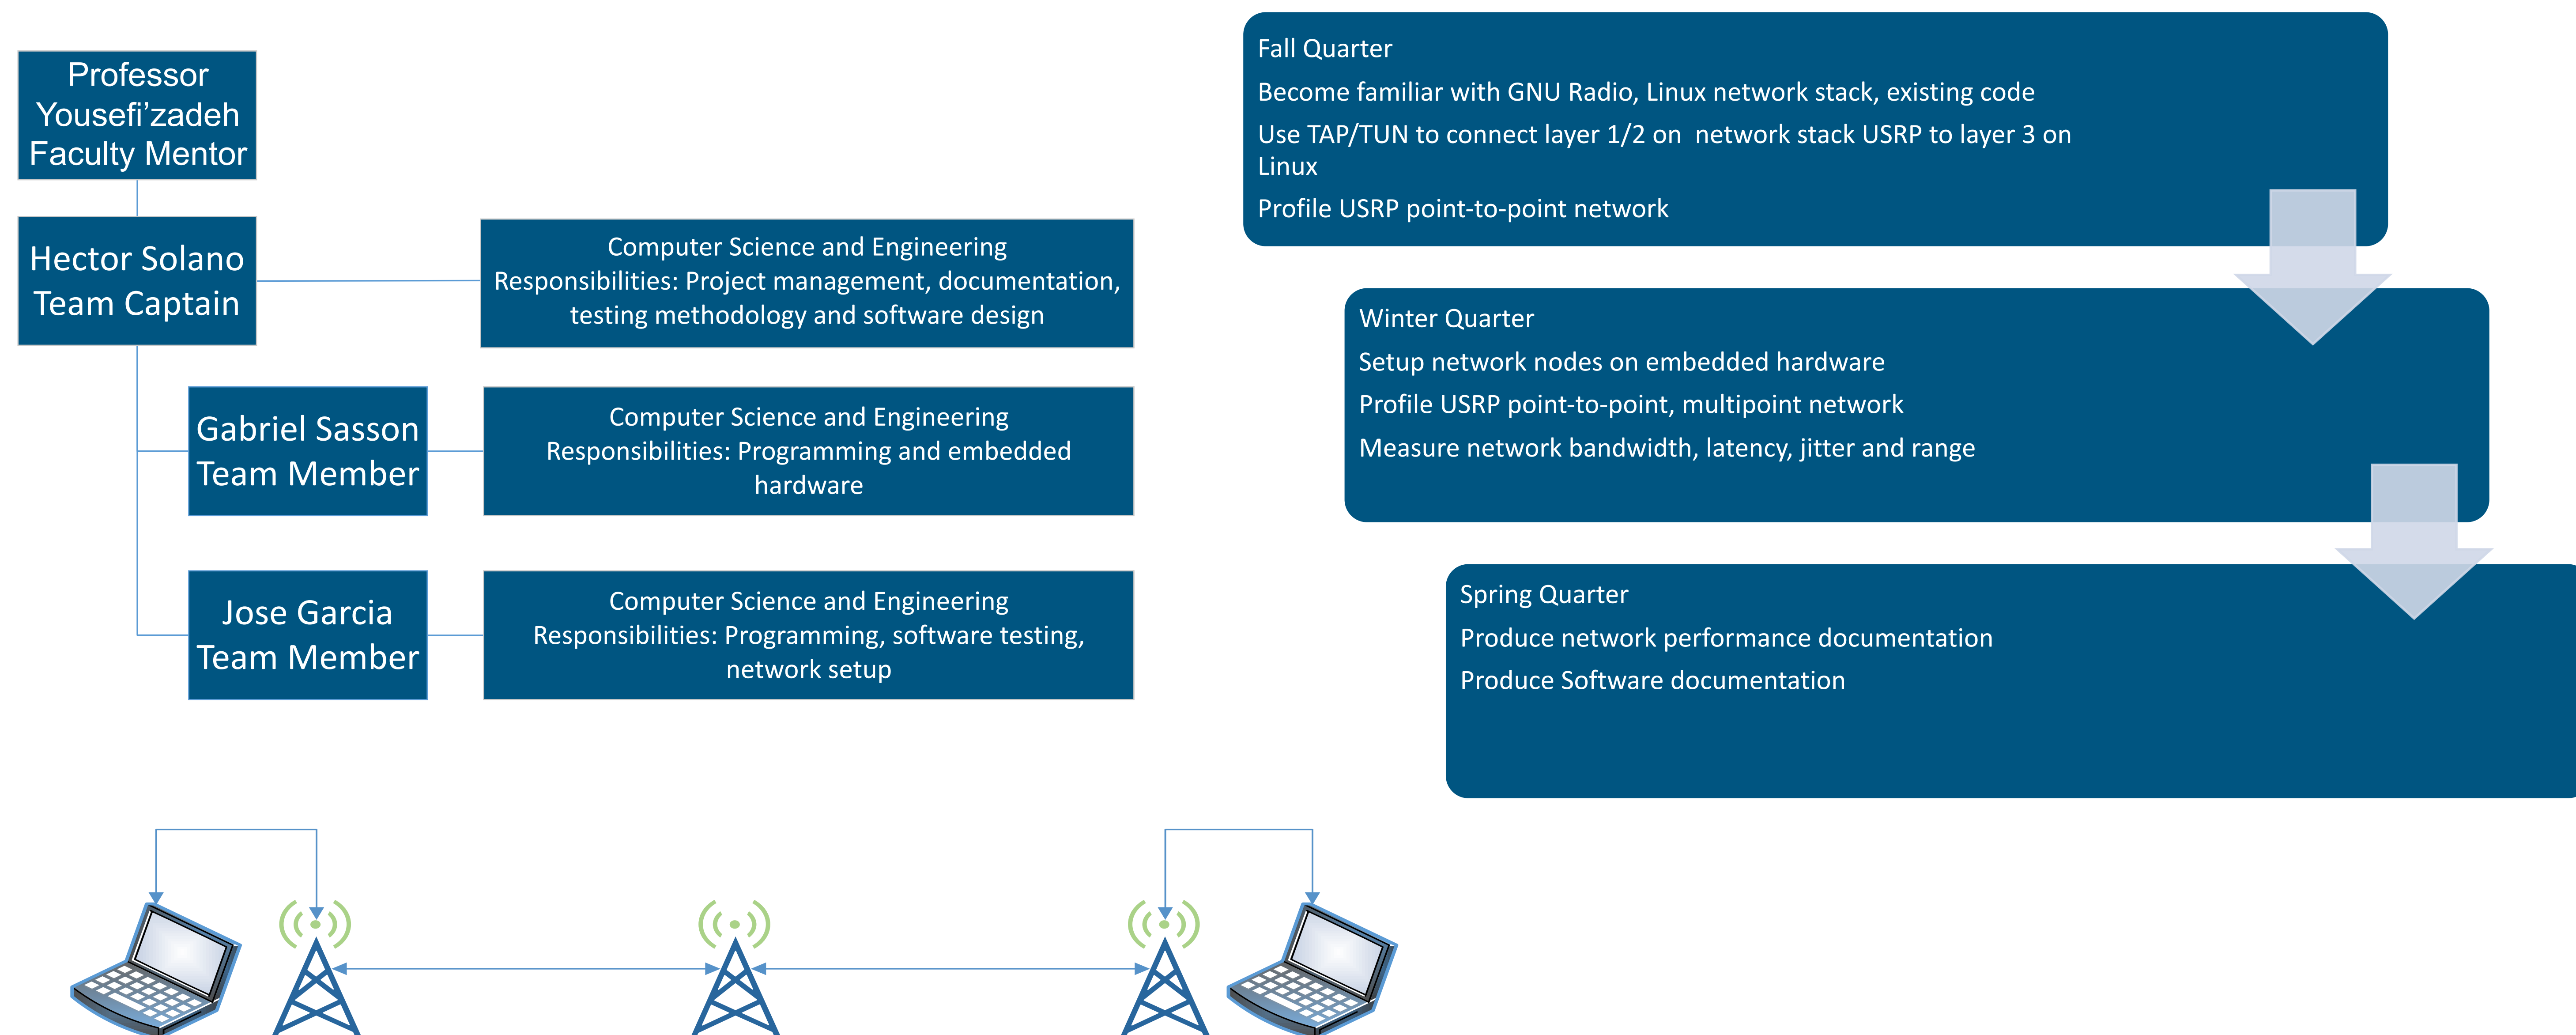 Professor
Yousefi’zadeh
Faculty Mentor
Hector Solano
Team Captain
Computer Science and Engineering
Responsibilities: Project management, documentation,
testing methodology and software design
Gabriel Sasson
Team Member
Computer Science and Engineering
Responsibilities: Programming and embedded
hardware
Jose Garcia
Team Member
Computer Science and Engineering
Responsibilities: Programming, software testing,
network setup
Fall Quarter
Become familiar with GNU Radio, Linux network stack, existing code
Use TAP/TUN to connect layer 1/2 on  network stack USRP to layer 3 on
Linux
Profile USRP point-to-point network
Winter Quarter
Setup network nodes on embedded hardware
Profile USRP point-to-point, multipoint network
Measure network bandwidth, latency, jitter and range
Spring Quarter
Produce network performance documentation
Produce Software documentation